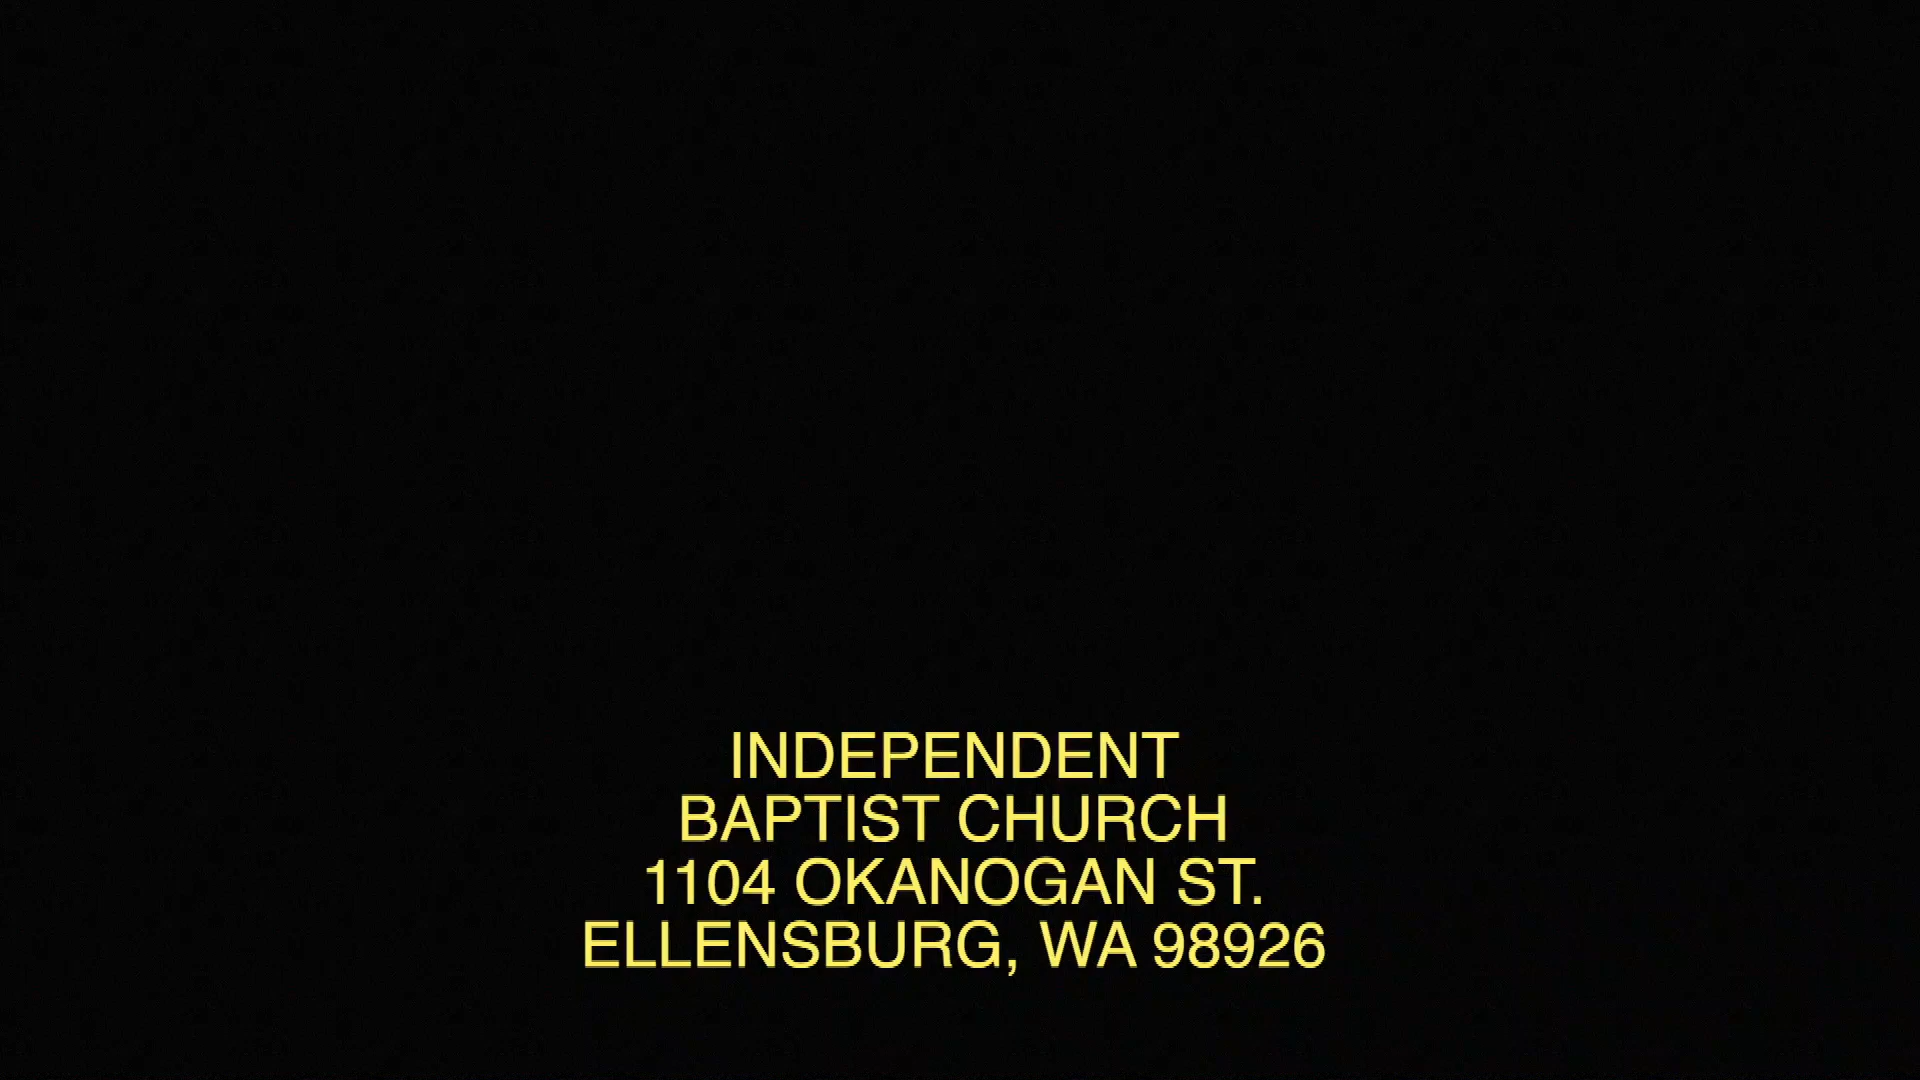 INDEPENDENT
BAPTIST CHURCH
1104 OKANOGAN ST.
ELLENSBURG, WA 98926